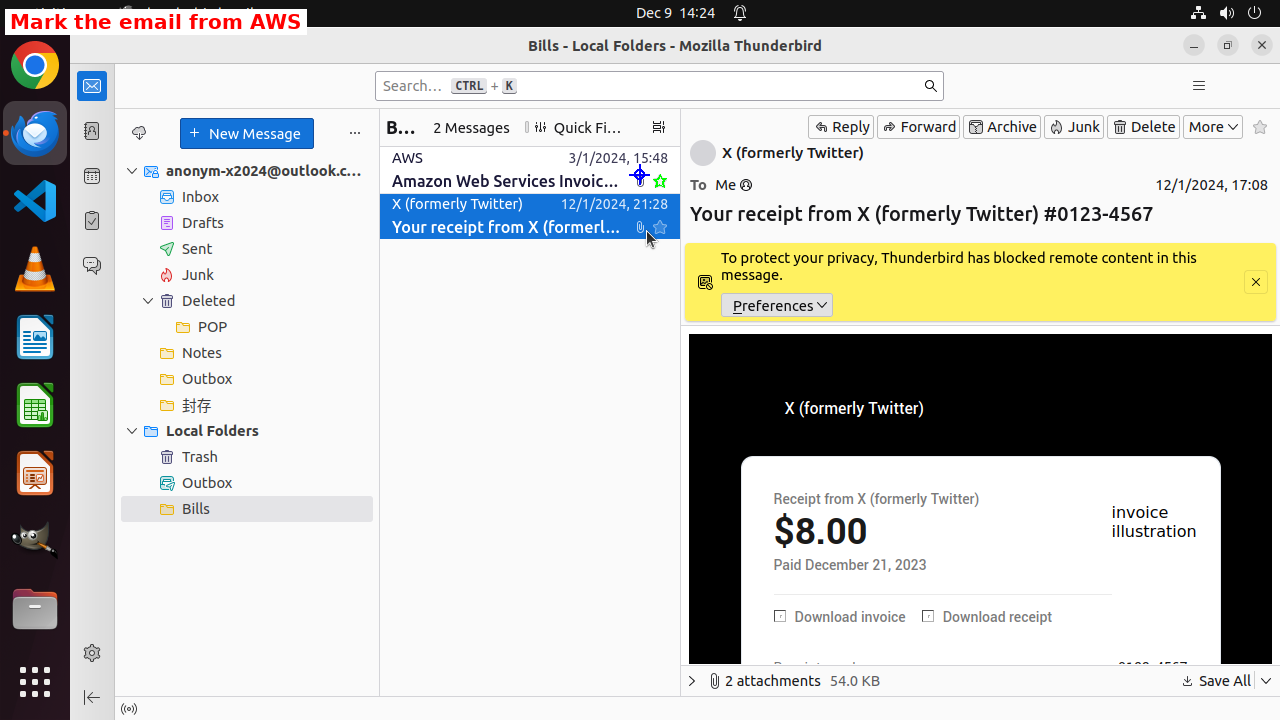 Mark the email from AWS
Dec 9 14:24
Bills - Local Folders - Mozilla Thunderbird
Search… CTRL + K
New Message
B… 2 Messages Quick Fi…
Reply Forward Archive Junk Delete More
anonym-x2024@outlook.c…
Inbox
Drafts
Sent
Junk
Deleted
POP
Notes
Outbox
封存
Local Folders
Trash
Outbox
Bills
AWS 3/1/2024, 15:48
Amazon Web Services Invoic…
X (formerly Twitter) 12/1/2024, 21:28
Your receipt from X (formerl…
X (formerly Twitter)
To Me 12/1/2024, 17:08
Your receipt from X (formerly Twitter) #0123-4567
To protect your privacy, Thunderbird has blocked remote content in this
message.
Preferences
X (formerly Twitter)
Receipt from X (formerly Twitter)
$8.00
Paid December 21, 2023
invoice
illustration
Download invoice Download receipt
2 attachments 54.0 KB Save All